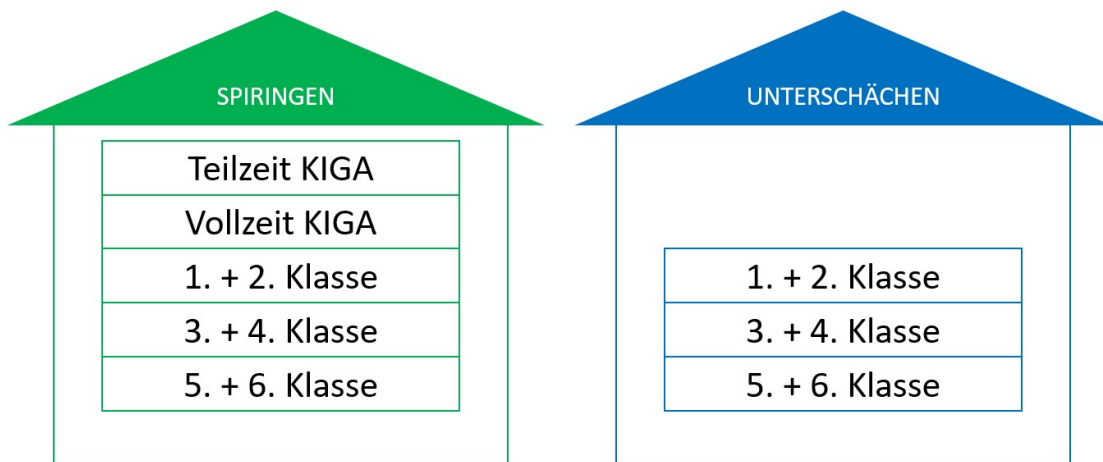 SPIRINGEN
Teilzeit KIGA
Vollzeit KIGA
1. + 2. Klasse
3. + 4. Klasse
5. + 6. Klasse
UNTERSCHÄCHEN
1. + 2. Klasse
3. + 4. Klasse
5. + 6. Klasse